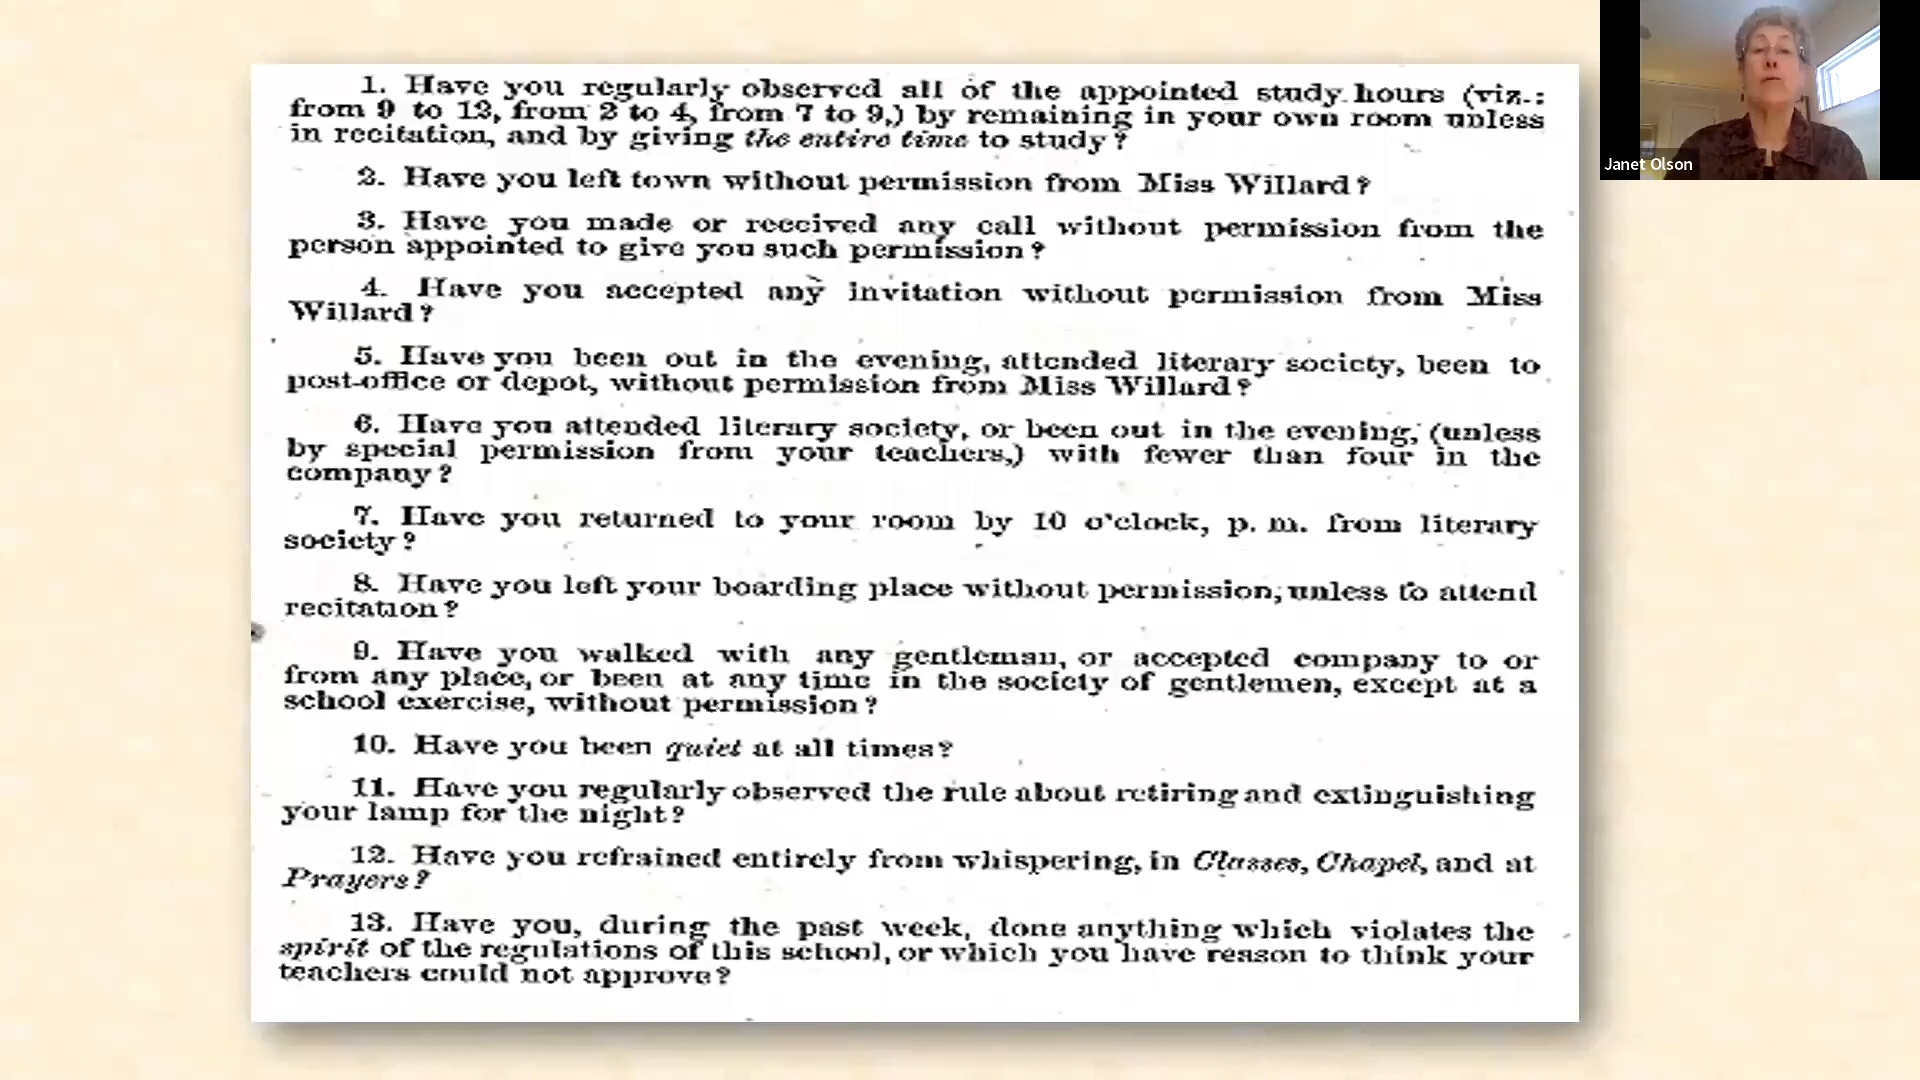 1. Have you regularly observed all of the appointed study hours (viz.:
from 9 to 12, from 2 to 4, from 7 to 9,) by remaining in your own room unless
in recitation, and by giving the entire time to study?
2. Have you left town without permission from Miss Willard?
3. Have you made or received any call without permission from the
person appointed to give you such permission?
4. Have you accepted any invitation without permission from Miss
Willard?
5. Have you been out in the evening, attended literary society, been to
post-office or depot, without permission from Miss Willard?
6. Have you attended literary society, or been out in the evening, (unless
by special permission from your teachers,) with fewer than four in the
company?
7. Have you returned to your room by 10 o'clock, p. m. from literary
society?
8. Have you left your boarding place without permission, unless to attend
recitation?
9. Have you walked with any gentleman, or accepted company to or
from any place, or been at any time in the society of gentlemen, except at a
school exercise, without permission?
10. Have you been quiet at all times?
11. Have you regularly observed the rule about retiring and extinguishing
your lamp for the night?
12. Have you refrained entirely from whispering, in Classes, Chapel, and at
Prayers?
13. Have you, during the past week, done anything which violates the
spirit of the regulations of this school, or which you have reason to think your
teachers could not approve?
Janet Olson